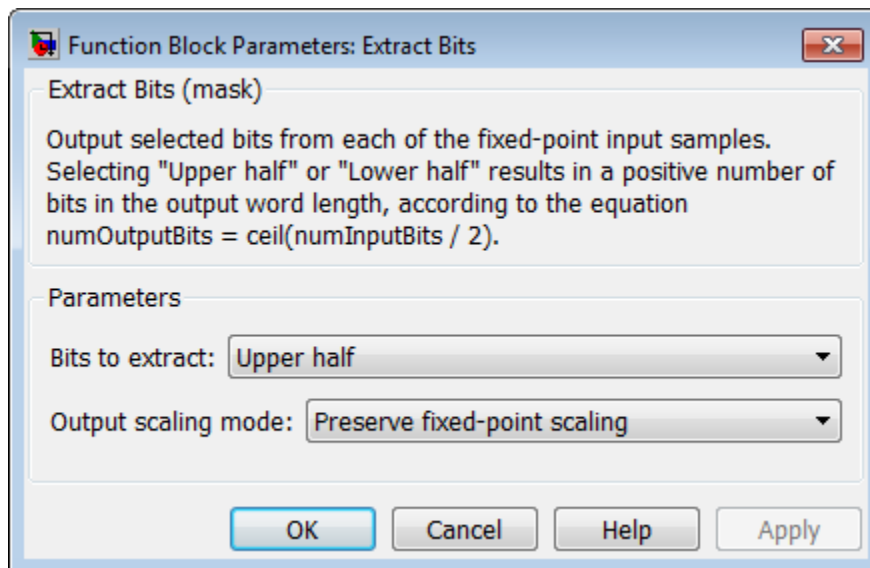 Function Block Parameters: Extract Bits
Extract Bits (mask)
Output selected bits from each of the fixed-point input samples.
Selecting "Upper half" or "Lower half" results in a positive number of
bits in the output word length, according to the equation
numOutputBits = ceil(numInputBits / 2).
Parameters
Bits to extract: Upper half
Output scaling mode: Preserve fixed-point scaling
OK Cancel Help Apply